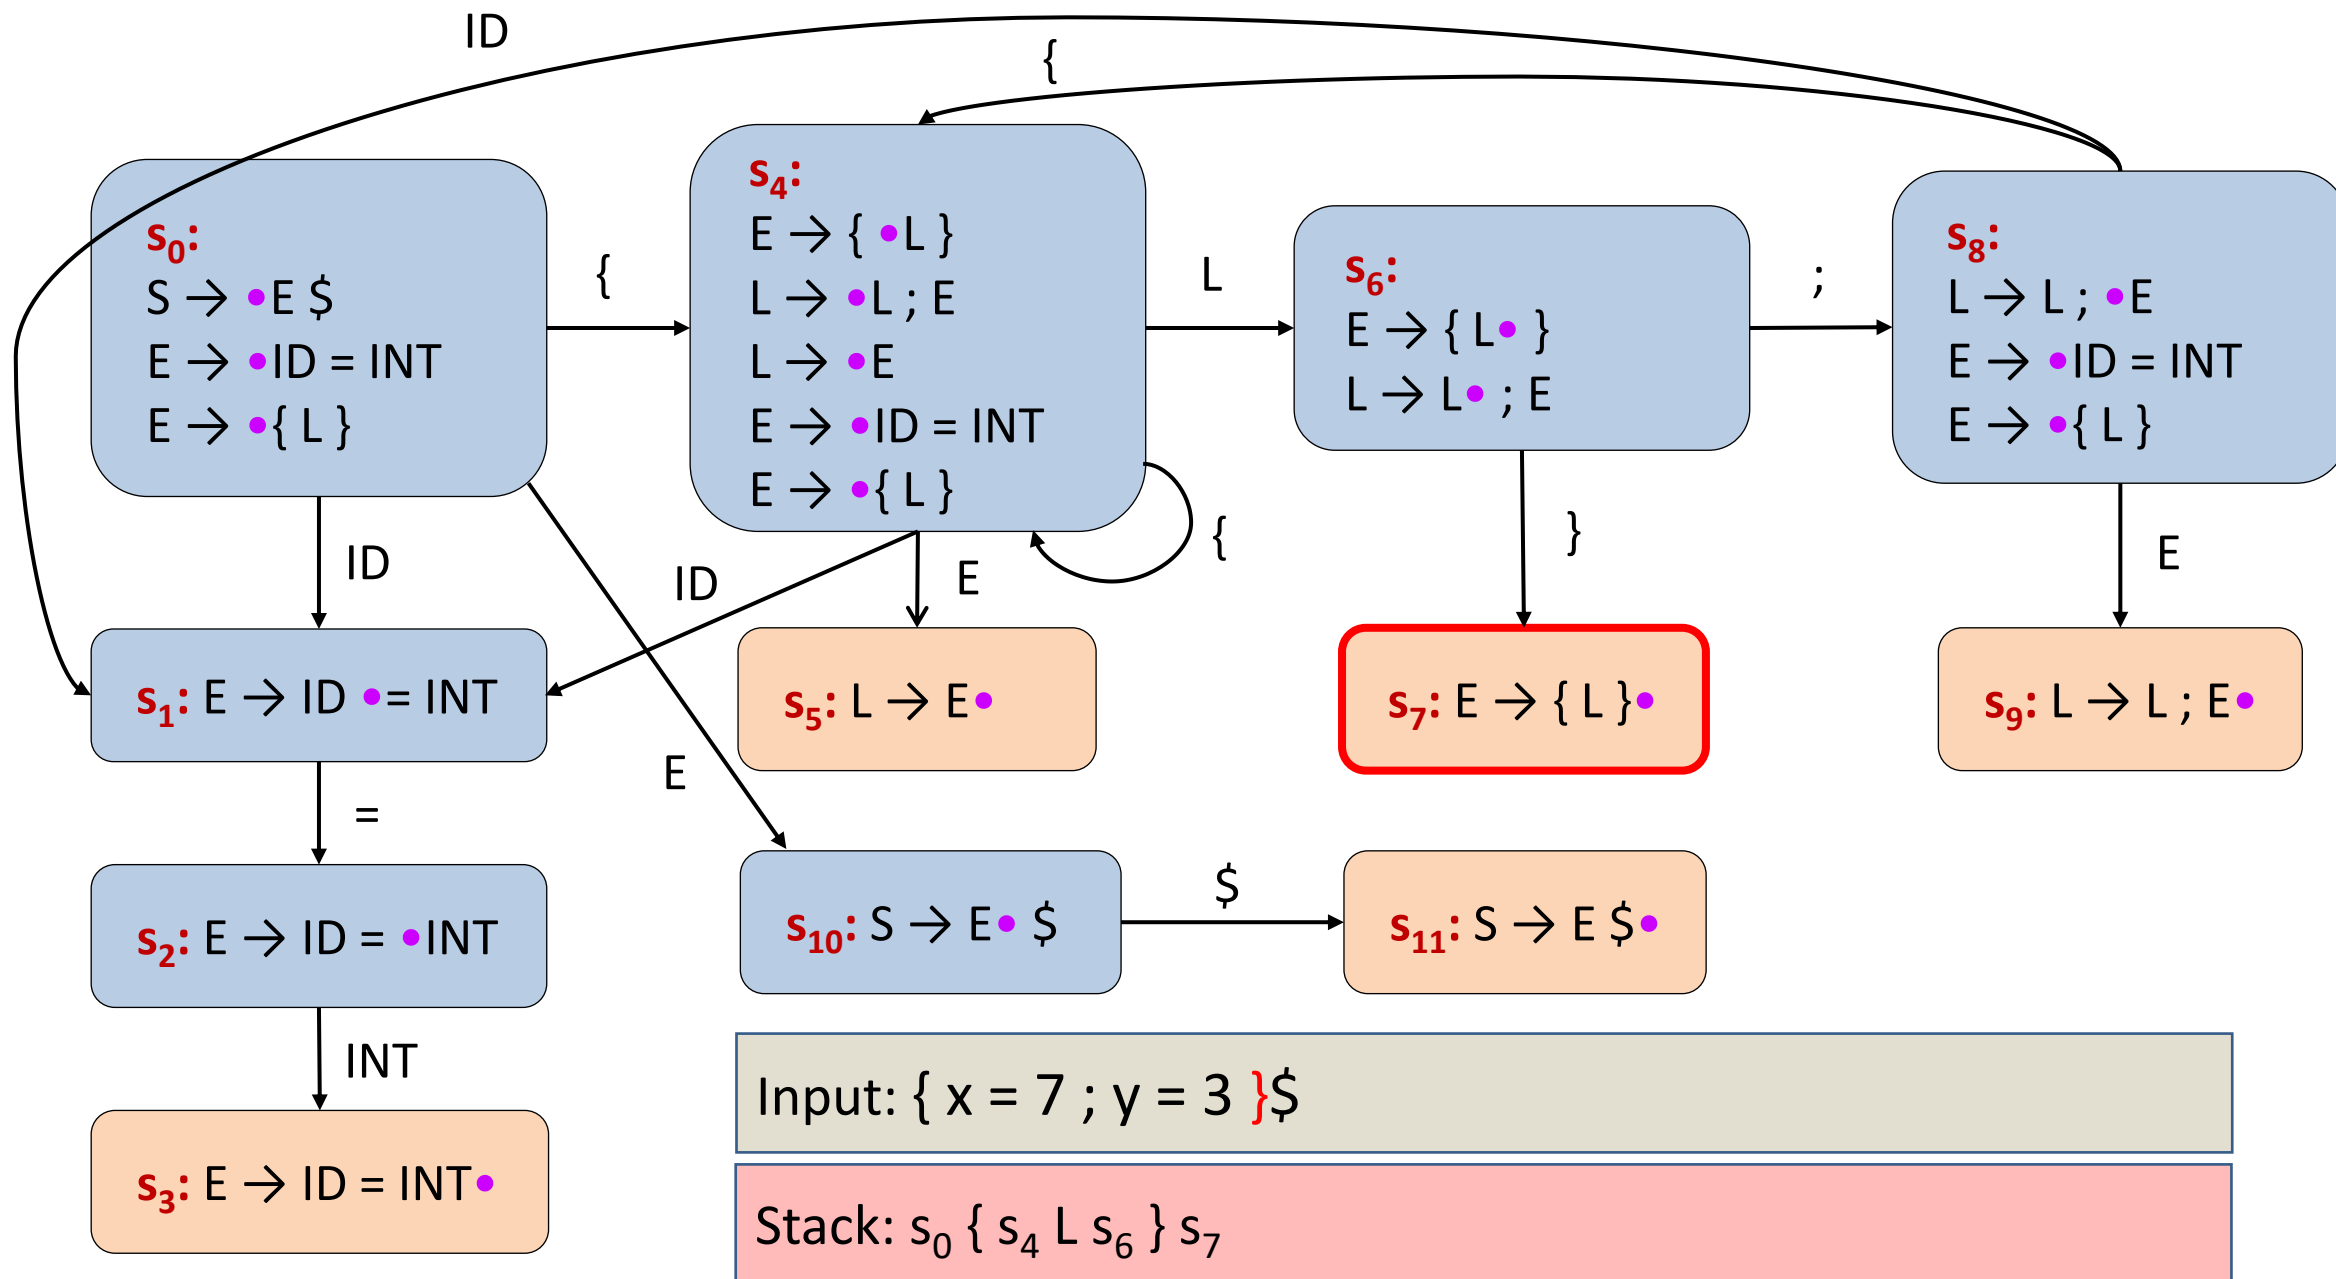 ID
{
s0:
S → •E $
E → •ID = INT
E → •{ L }
{
s4:
E → { •L }
L → •L ; E
L → •E
E → •ID = INT
E → •{ L }
L
s6:
E → { L• }
L → L• ; E
;
s8:
L → L ; •E
E → •ID = INT
E → •{ L }
ID
ID
E
{
}
E
s1: E → ID •= INT
s5: L → E•
s7: E → { L }•
s9: L → L ; E•
=
E
s2: E → ID = •INT
s10: S → E• $
$
s11: S → E $•
INT
s3: E → ID = INT•
Input: { x = 7 ; y = 3 }$
Stack: s0 { s4 L s6 } s7